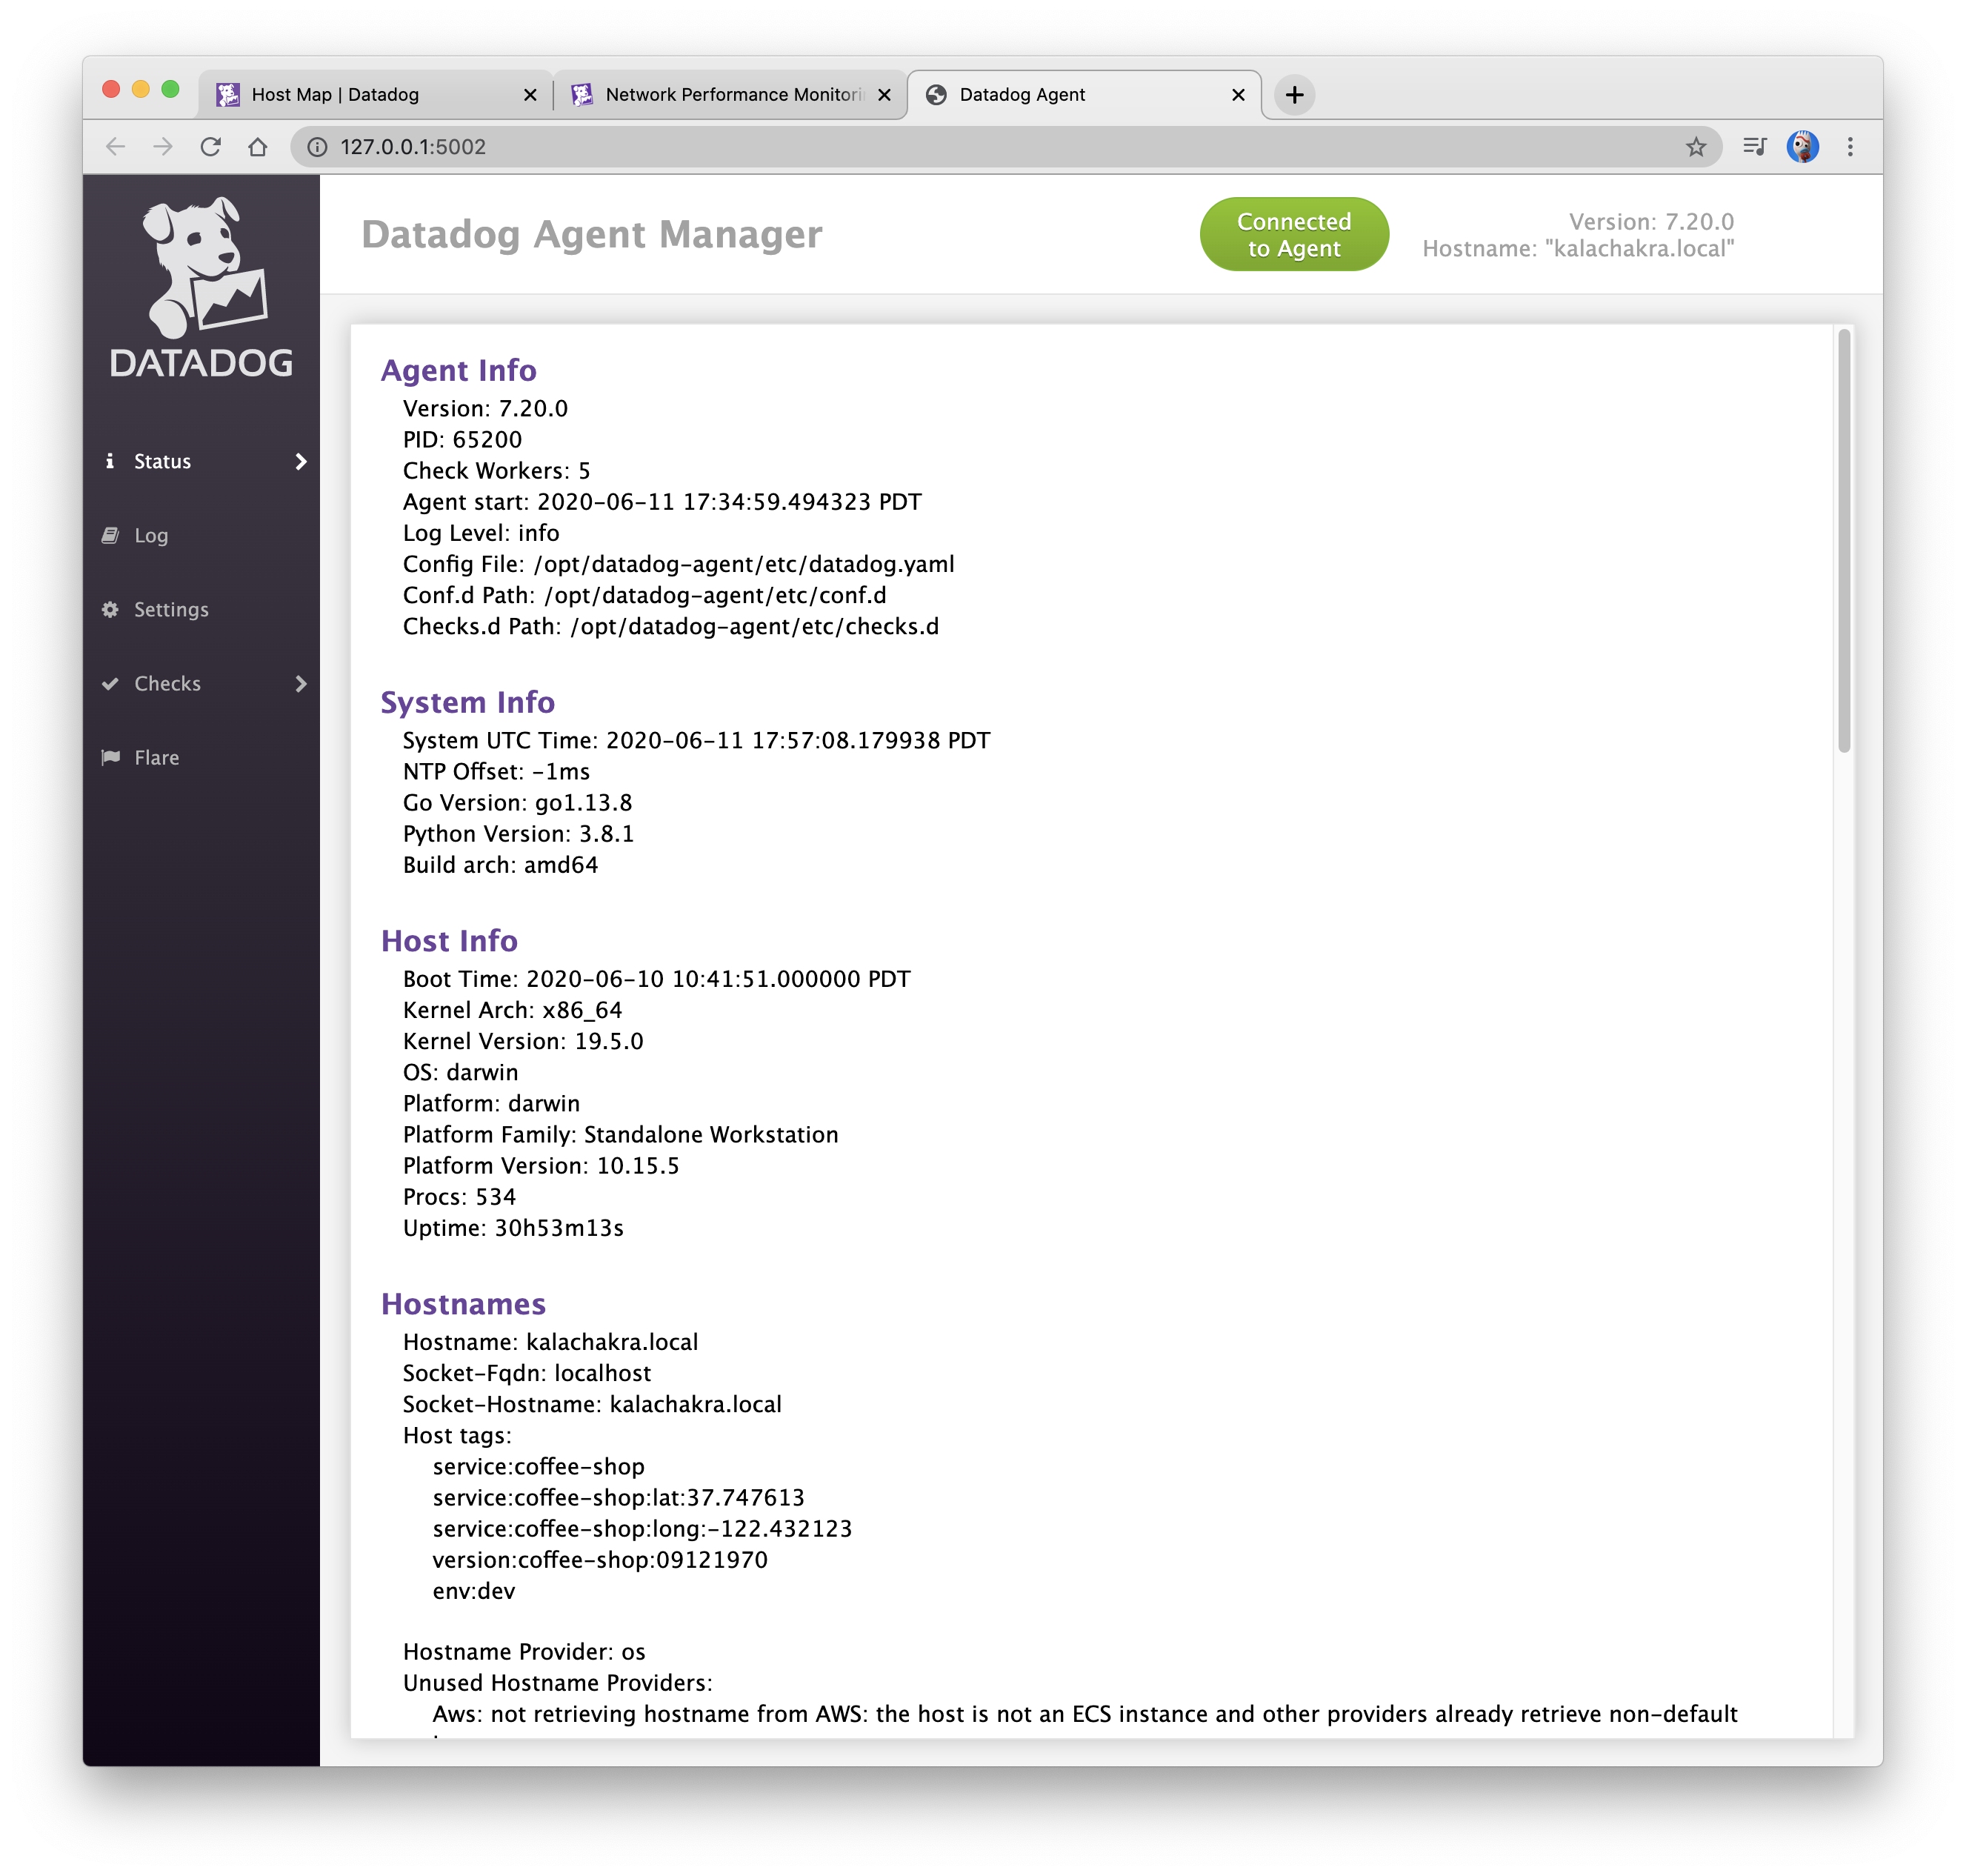 Host Map | Datadog
Network Performance Monitori
Datadog Agent
127.0.0.1:5002
DATADOG
Status
Log
Settings
Checks
Flare
Datadog Agent Manager
Connected
to Agent
Version: 7.20.0
Hostname: "kalachakra.local"
Agent Info
Version: 7.20.0
PID: 65200
Check Workers: 5
Agent start: 2020-06-11 17:34:59.494323 PDT
Log Level: info
Config File: /opt/datadog-agent/etc/datadog.yaml
Conf.d Path: /opt/datadog-agent/etc/conf.d
Checks.d Path: /opt/datadog-agent/etc/checks.d
System Info
System UTC Time: 2020-06-11 17:57:08.179938 PDT
NTP Offset: -1ms
Go Version: go1.13.8
Python Version: 3.8.1
Build arch: amd64
Host Info
Boot Time: 2020-06-10 10:41:51.000000 PDT
Kernel Arch: x86_64
Kernel Version: 19.5.0
OS: darwin
Platform: darwin
Platform Family: Standalone Workstation
Platform Version: 10.15.5
Procs: 534
Uptime: 30h53m13s
Hostnames
Hostname: kalachakra.local
Socket-Fqdn: localhost
Socket-Hostname: kalachakra.local
Host tags:
service:coffee-shop
service:coffee-shop:lat:37.747613
service:coffee-shop:long:-122.432123
version:coffee-shop:09121970
env:dev
Hostname Provider: os
Unused Hostname Providers:
Aws: not retrieving hostname from AWS: the host is not an ECS instance and other providers already retrieve non-default